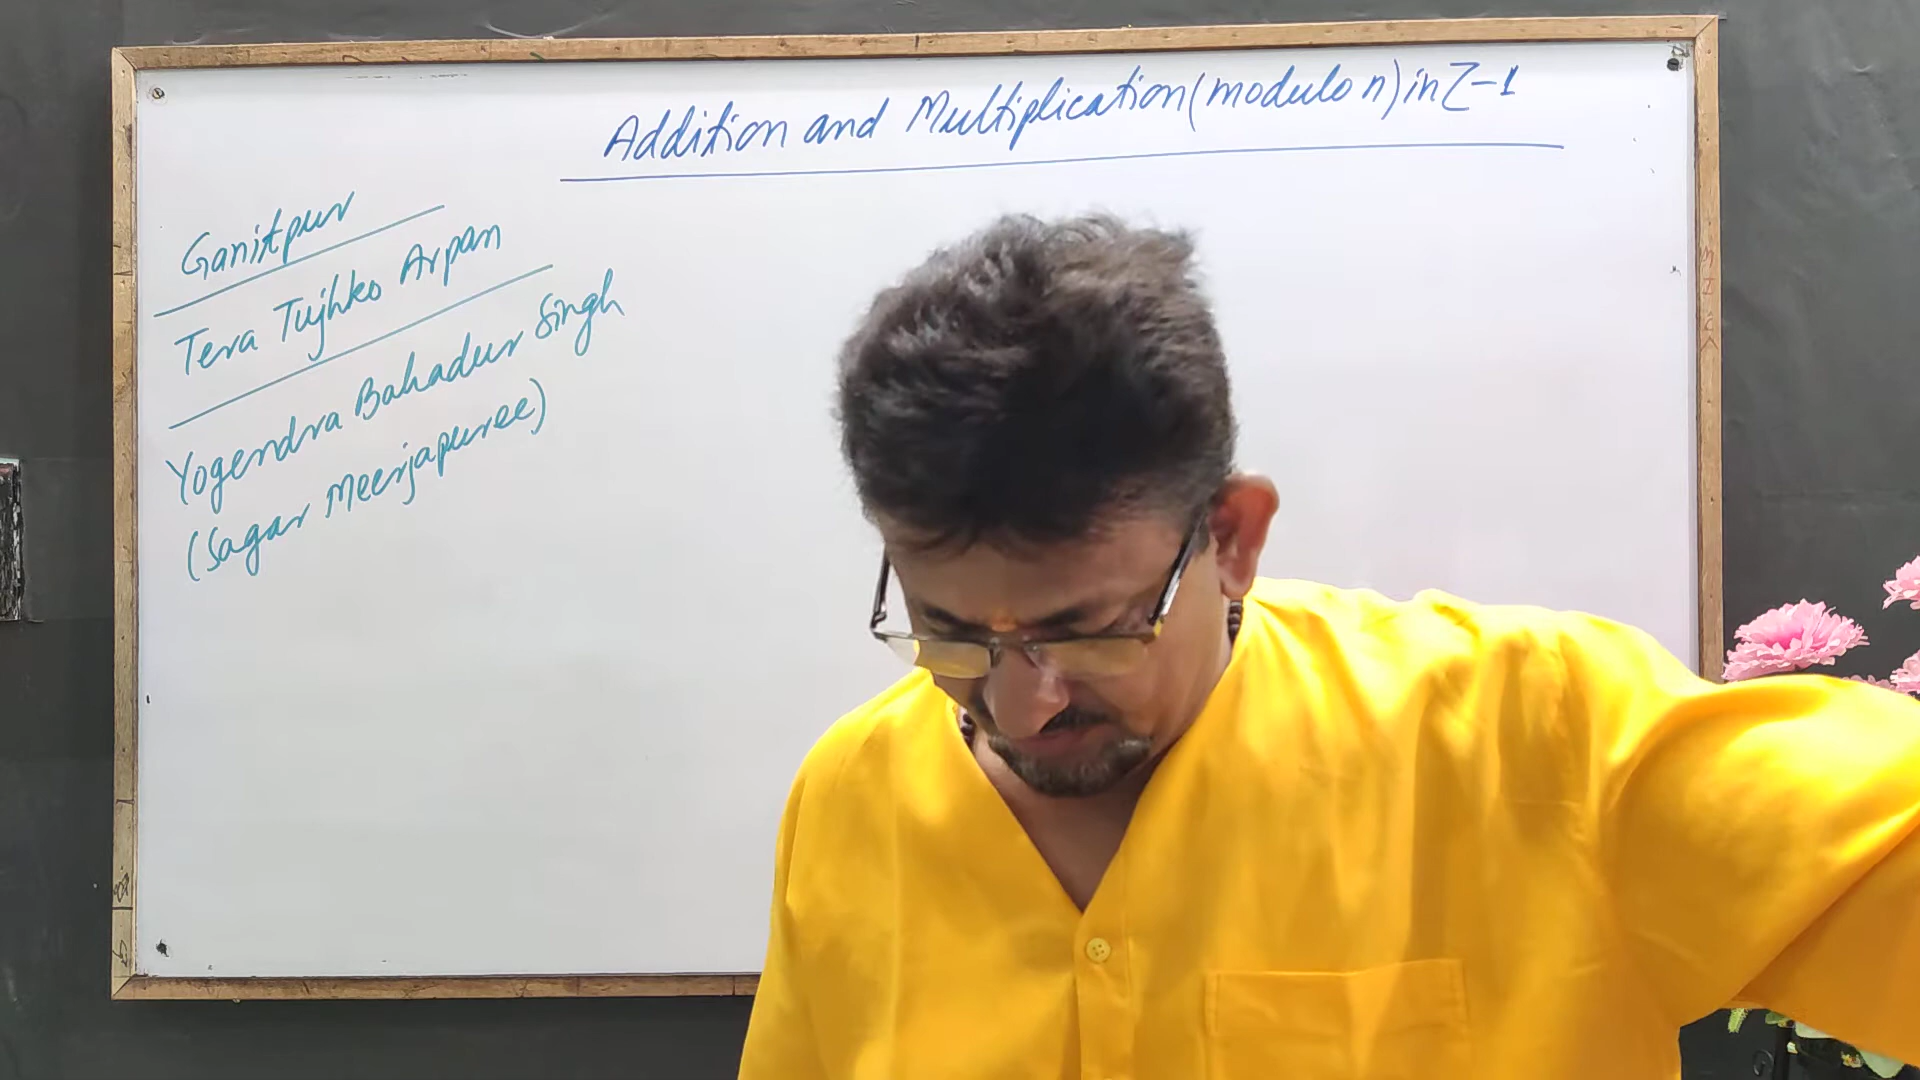 Addition and Multiplication (modulo n) in Z-1
Ganitpur
Tera Tujhko Arpan
Yogendra Bahadur Singh
(Sagar Meerjapuree)